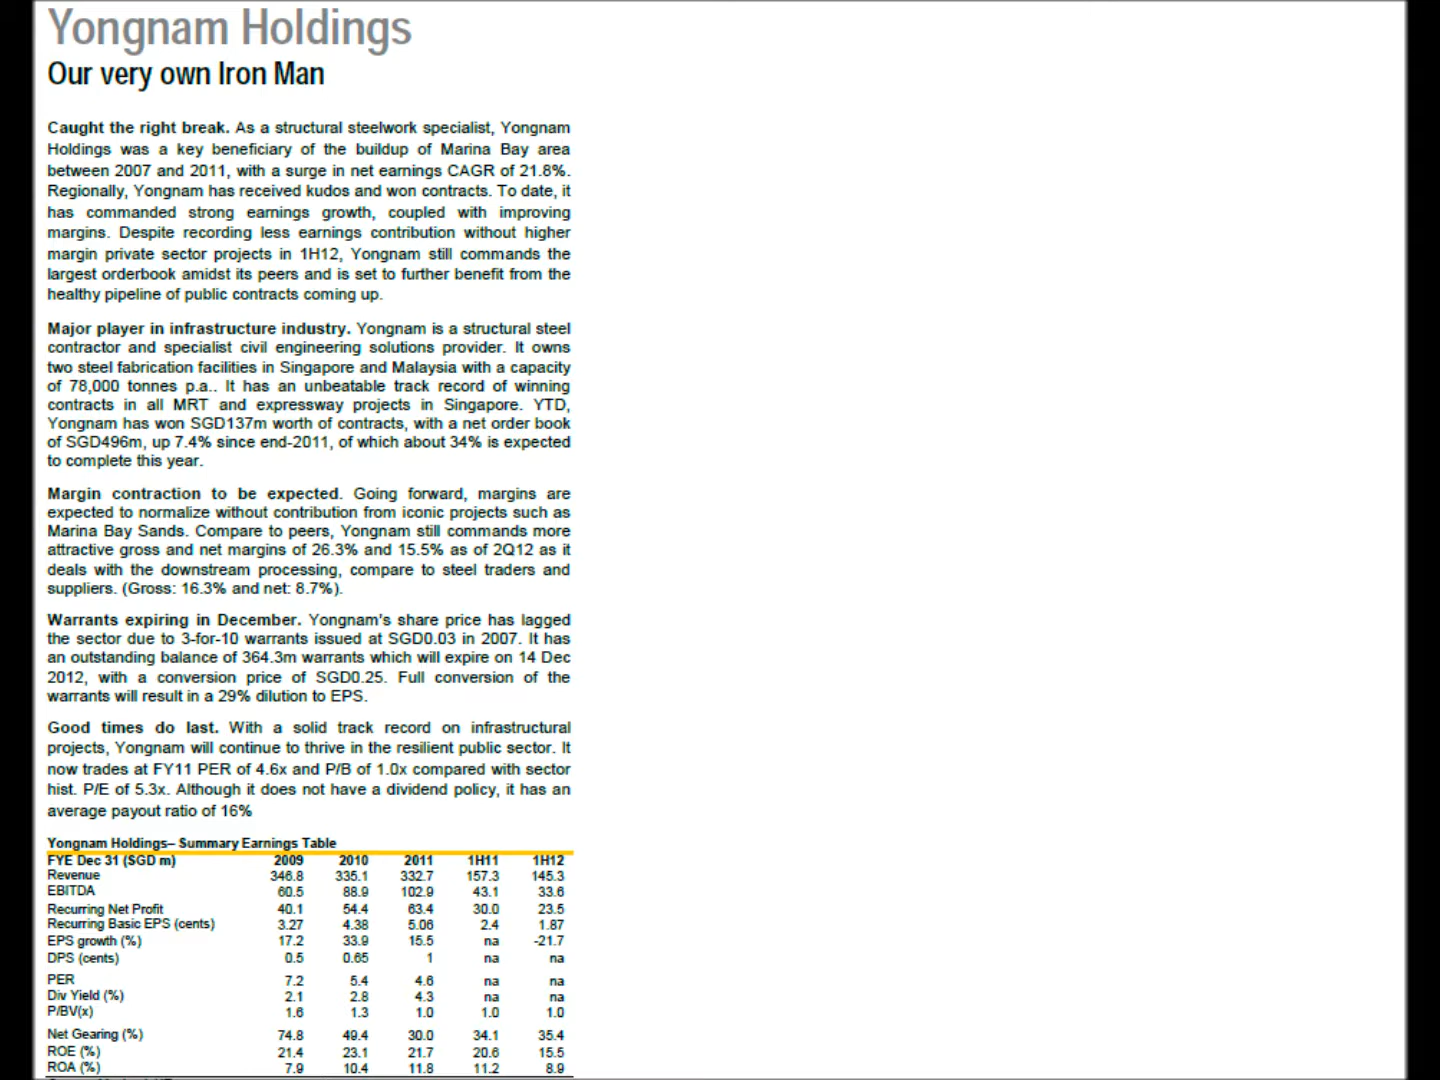 Yongnam Holdings
Our very own Iron Man
Caught the right break. As a structural steelwork specialist, Yongnam
Holdings was a key beneficiary of the buildup of Marina Bay area
between 2007 and 2011, with a surge in net earnings CAGR of 21.8%.
Regionally, Yongnam has received kudos and won contracts. To date, it
has commanded strong earnings growth, coupled with improving
margins. Despite recording less earnings contribution without higher
margin private sector projects in 1H12, Yongnam still commands the
largest orderbook amidst its peers and is set to further benefit from the
healthy pipeline of public contracts coming up.
Major player in infrastructure industry. Yongnam is a structural steel
contractor and specialist civil engineering solutions provider. It owns
two steel fabrication facilities in Singapore and Malaysia with a capacity
of 78,000 tonnes p.a.. It has an unbeatable track record of winning
contracts in all MRT and expressway projects in Singapore. YTD,
Yongnam has won SGD137m worth of contracts, with a net order book
of SGD496m, up 7.4% since end-2011, of which about 34% is expected
to complete this year.
Margin contraction to be expected. Going forward, margins are
expected to normalize without contribution from iconic projects such as
Marina Bay Sands. Compare to peers, Yongnam still commands more
attractive gross and net margins of 26.3% and 15.5% as of 2Q12 as it
deals with the downstream processing, compare to steel traders and
suppliers. (Gross: 16.3% and net: 8.7%).
Warrants expiring in December. Yongnam's share price has lagged
the sector due to 3-for-10 warrants issued at SGD0.03 in 2007. It has
an outstanding balance of 364.3m warrants which will expire on 14 Dec
2012, with a conversion price of SGD0.25. Full conversion of the
warrants will result in a 29% dilution to EPS.
Good times do last. With a solid track record on infrastructural
projects, Yongnam will continue to thrive in the resilient public sector. It
now trades at FY11 PER of 4.6x and P/B of 1.0x compared with sector
hist. P/E of 5.3x. Although it does not have a dividend policy, it has an
average payout ratio of 16%
Yongnam Holdings– Summary Earnings Table
FYE Dec 31 (SGD m) 2009 2010 2011 1H11 1H12
Revenue 346.8 335.1 332.7 157.3 145.3
EBITDA 60.5 88.9 102.9 43.1 33.6
Recurring Net Profit 40.1 54.4 63.4 30.0 23.5
Recurring Basic EPS (cents) 3.27 4.38 5.06 2.4 1.87
EPS growth (%) 17.2 33.9 15.5 na -21.7
DPS (cents) 0.5 0.65 1 na na
PER 7.2 5.4 4.6 na na
Div Yield (%) 2.1 2.8 4.3 na na
P/BV(x) 1.6 1.3 1.0 1.0 1.0
Net Gearing (%) 74.8 49.4 30.0 34.1 35.4
ROE (%) 21.4 23.1 21.7 20.6 15.5
ROA (%) 7.9 10.4 11.8 11.2 8.9